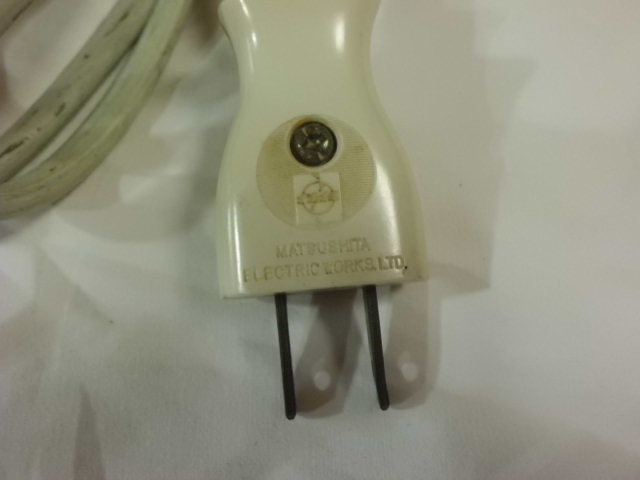 MATSUSHITA
ELECTRIC WORKS, LTD.